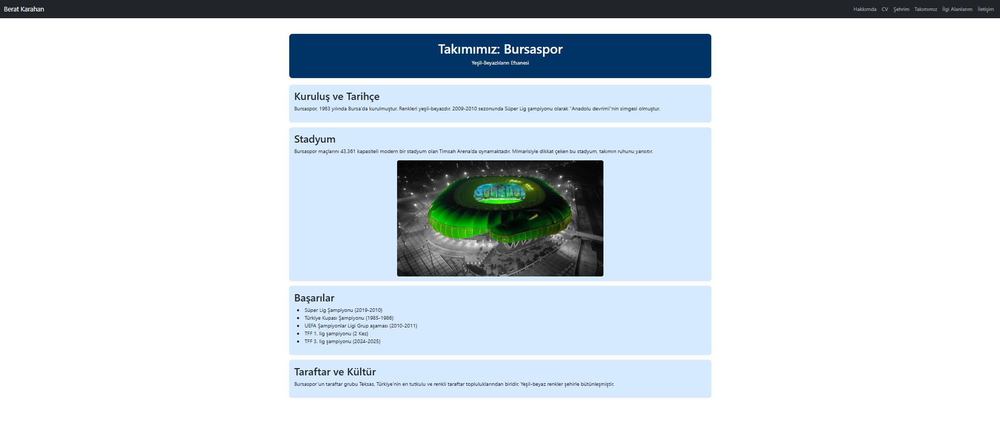 Berat Karahan
Hakkımda CV Şehrim Takımımız İlgi Alanlarım İletişim
Takımımız: Bursaspor
Yeşil-Beyazlıların Efsanesi
Kuruluş ve Tarihçe
Bursaspor, 1963 yılında Bursa'da kurulmuştur. Renkleri yeşil-beyazdır. 2009-2010 sezonunda Süper Lig şampiyonu olarak "Anadolu devrimi"nin simgesi olmuştur.
Stadyum
Bursaspor maçlarını 43.361 kapasiteli modern bir stadyum olan Timsah Arena'da oynamaktadır. Mimarisiyle dikkat çeken bu stadyum, takımın ruhunu yansıtır.
Başarılar
Süper Lig Şampiyonu (2019-2010)
Türkiye Kupası Şampiyonu (1985-1986)
UEFA Şampiyonlar Ligi Grup aşaması (2010-2011)
TFF 1. lig şampiyonu (2 Kez)
TFF 3. lig şampiyonu (2024-2025)
Taraftar ve Kültür
Bursaspor'un taraftar grubu Teksas, Türkiye'nin en tutkulu ve renkli taraftar topluluklarından biridir. Yeşil-beyaz renkler şehirle bütünleşmiştir.